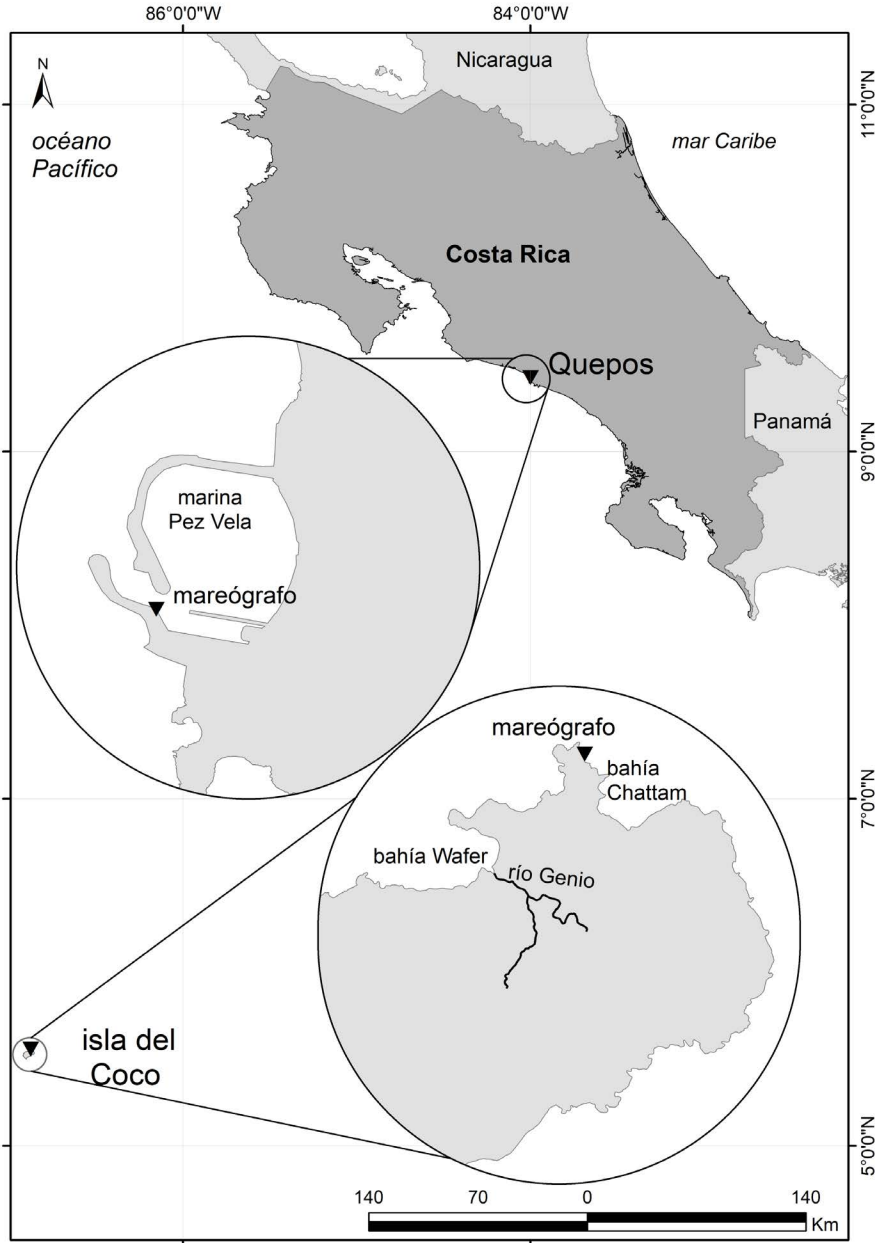 86°0'0"W
84°0'0"W
N
Nicaragua
11°0'0"N
océano
Pacífico
mar Caribe
Costa Rica
Quepos
Panamá
9°0'0"N
marina
Pez Vela
mareógrafo
mareógrafo
bahía
Chattam
7°0'0"N
bahía Wafer
río Genio
isla del
Coco
5°0'0"N
140 70 0 140
Km